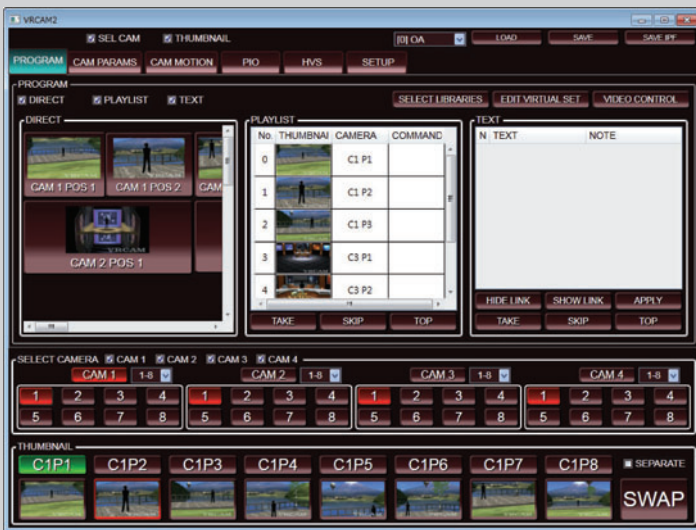 VRCAM2
SEL CAM THUMBNAIL [0] OA LOAD SAVE SAVE IPF
PROGRAM CAM PARAMS CAM MOTION PIO HVS SETUP
PROGRAM
DIRECT PLAYLIST TEXT SELECT LIBRARIES EDIT VIRTUAL SET VIDEO CONTROL
DIRECT PLAYLIST TEXT
No. THUMBNAI CAMERA COMMAND N TEXT NOTE
0 C1 P1
CAM 1 POS 1 CAM 1 POS 2 CAM
1 C1 P2
2 C1 P3
VRCAM
3 C3 P1
CAM 2 POS 1
4 C3 P2
HIDE LINK SHOW LINK APPLY
TAKE SKIP TOP TAKE SKIP TOP
SELECT CAMERA CAM 1 CAM 2 CAM 3 CAM 4
CAM 1 1-8 CAM 2 1-8 CAM 3 1-8 CAM 4 1-8
1 2 3 4 1 2 3 4 1 2 3 4 1 2 3 4
5 6 7 8 5 6 7 8 5 6 7 8 5 6 7 8
THUMBNAIL
C1P1 C1P2 C1P3 C1P4 C1P5 C1P6 C1P7 C1P8 SEPARATE
SWAP